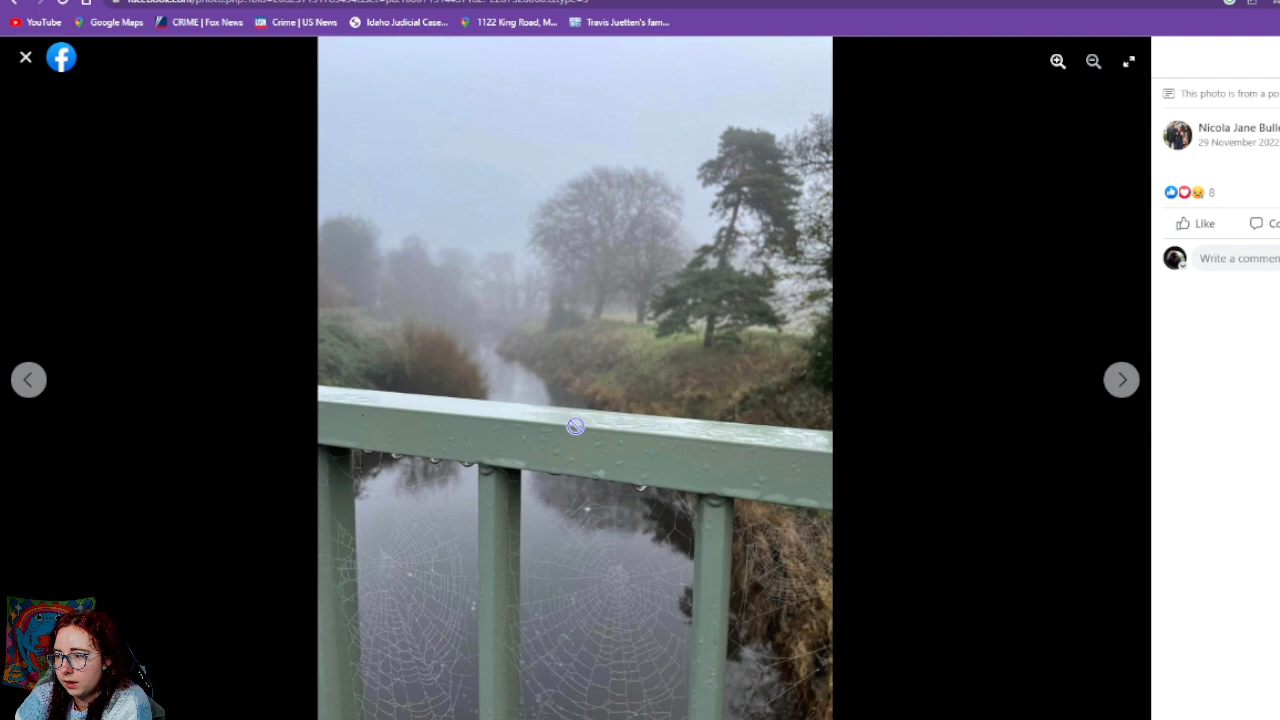 YouTube
Google Maps
CRIME | Fox News
Crime | US News
Idaho Judicial Case...
1122 King Road, M...
Travis Juetten's fam...
This photo is from a po
Nicola Jane Bull
29 November 2022
8
Like
Co
Write a commen